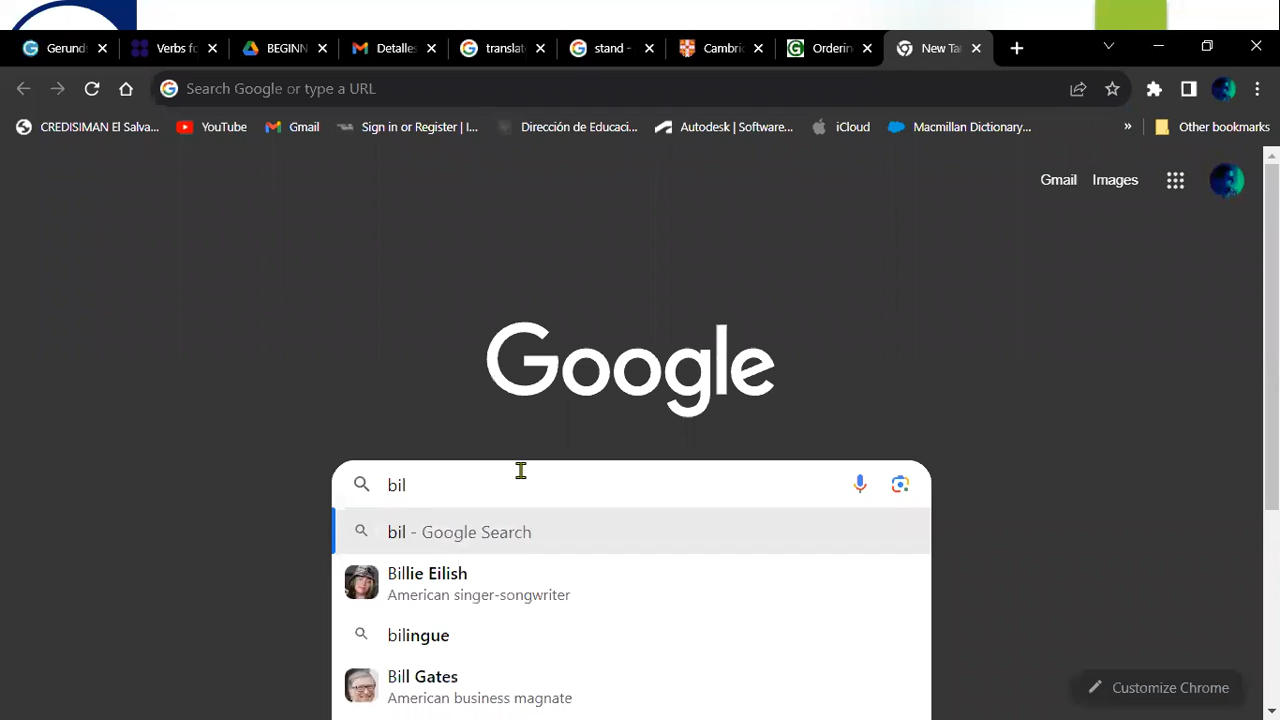 Gerund
Verbs fo
BEGINN
Detalles
translat
stand -
Cambric
Orderin
New Ta
Search Google or type a URL
CREDISIMAN El Salva...
YouTube
Gmail
Sign in or Register | I...
Dirección de Educaci...
Autodesk | Software...
iCloud
Macmillan Dictionary...
»
Other bookmarks
Gmail
Images
Google
bil
bil - Google Search
Billie Eilish
American singer-songwriter
bilingue
Bill Gates
American business magnate
Customize Chrome